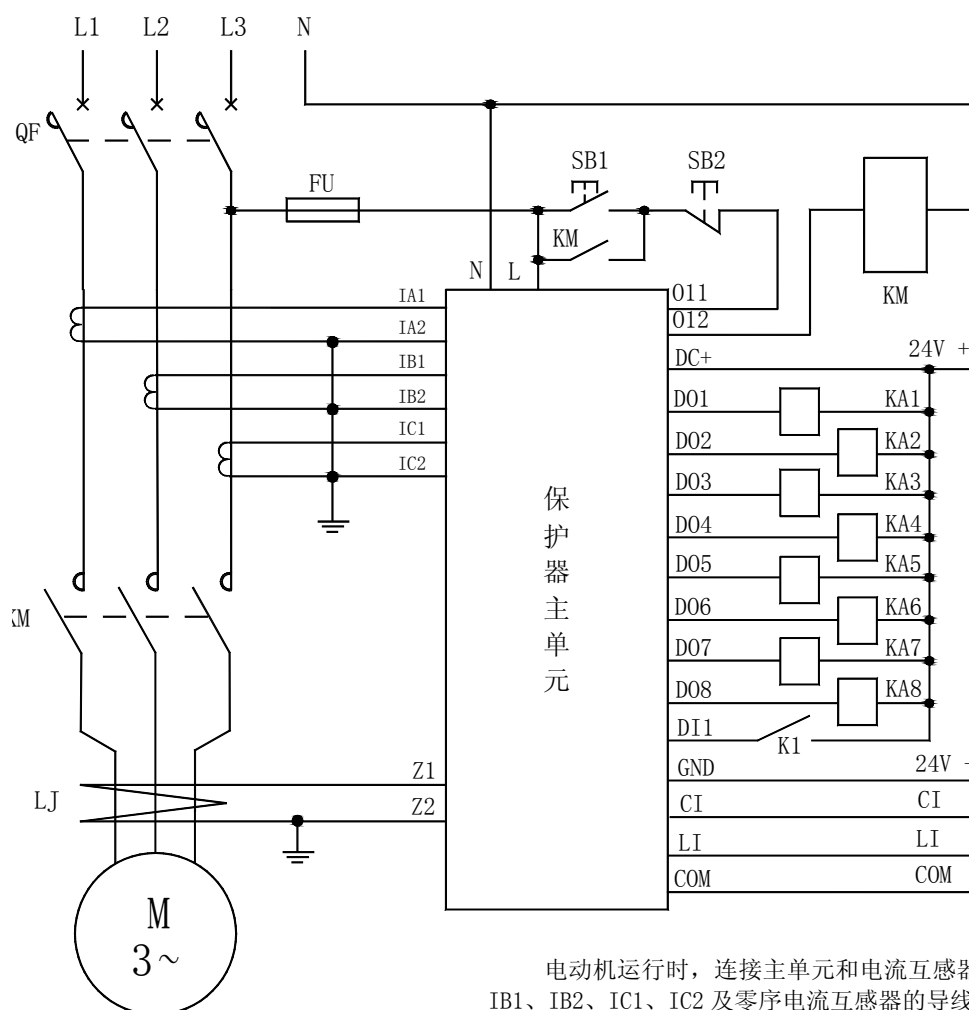 L1 L2 L3 N
QF
FU
SB1 SB2
KM
KM
N L
O11
O12
IA1
IA2
IB1
IB2
IC1
IC2
DC+ 24V +
DO1 KA1
DO2 KA2
DO3 KA3
DO4 KA4
DO5 KA5
DO6 KA6
DO7 KA7
DO8 KA8
DI1 K1
GND 24V -
CI CI
LI LI
COM COM
保
护
器
主
单
元
KM
Z1
Z2
LJ
M
3~
电动机运行时，连接主单元和电流互感器
IB1、IB2、IC1、IC2 及零序电流互感器的导线